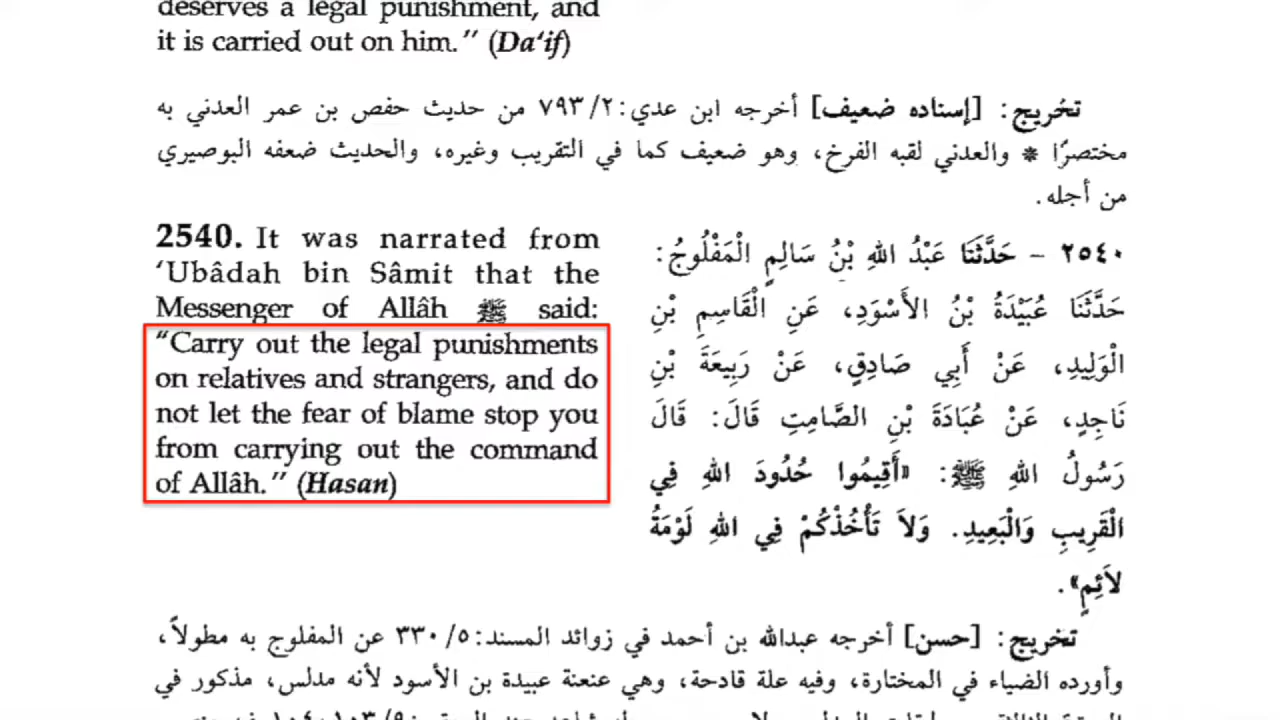 deserves a legal punishment, and
it is carried out on him.” (Da‘if)
تخريج: [إسناده ضعيف] أخرجه ابن عدي: ٢/ ٧٩٣ من حديث حفص بن عمر العدني به
مختصرًا * والعدني لقبه الفرخ، وهو ضعيف كما في التقريب وغيره، والحديث ضعفه البوصيري
من أجله.
2540. It was narrated from
‘Ubâdah bin Sâmit that the
Messenger of Allâh ﷺ said:
“Carry out the legal punishments
on relatives and strangers, and do
not let the fear of blame stop you
from carrying out the command
of Allâh.” (Hasan)
٢٥٤٠ - حَدَّثَنَا عَبْدُ اللهِ بْنُ سَالِمٍ الْمَفْلُوجُ:
حَدَّثَنَا عُبَيْدَةُ بْنُ الأَسْوَدِ، عَنِ الْقَاسِمِ بْنِ
الْوَلِيدِ، عَنْ أَبِي صَادِقٍ، عَنْ رَبِيعَةَ بْنِ
نَاجِدٍ، عَنْ عُبَادَةَ بْنِ الصَّامِتِ قَالَ: قَالَ
رَسُولُ اللهِ ﷺ: «أَقِيمُوا حُدُودَ اللهِ فِي
الْقَرِيبِ وَالْبَعِيدِ. وَلاَ تَأْخُذْكُمْ فِي اللهِ لَوْمَةُ
لاَئِمٍ».
تخريج: [حسن] أخرجه عبدالله بن أحمد في زوائد المسند: ٥/ ٣٣٠ عن المفلوج به مطولاً،
وأورده الضياء في المختارة، وفيه علة قادحة، وهي عنعنة عبيدة بن الأسود لأنه مدلس، مذكور في